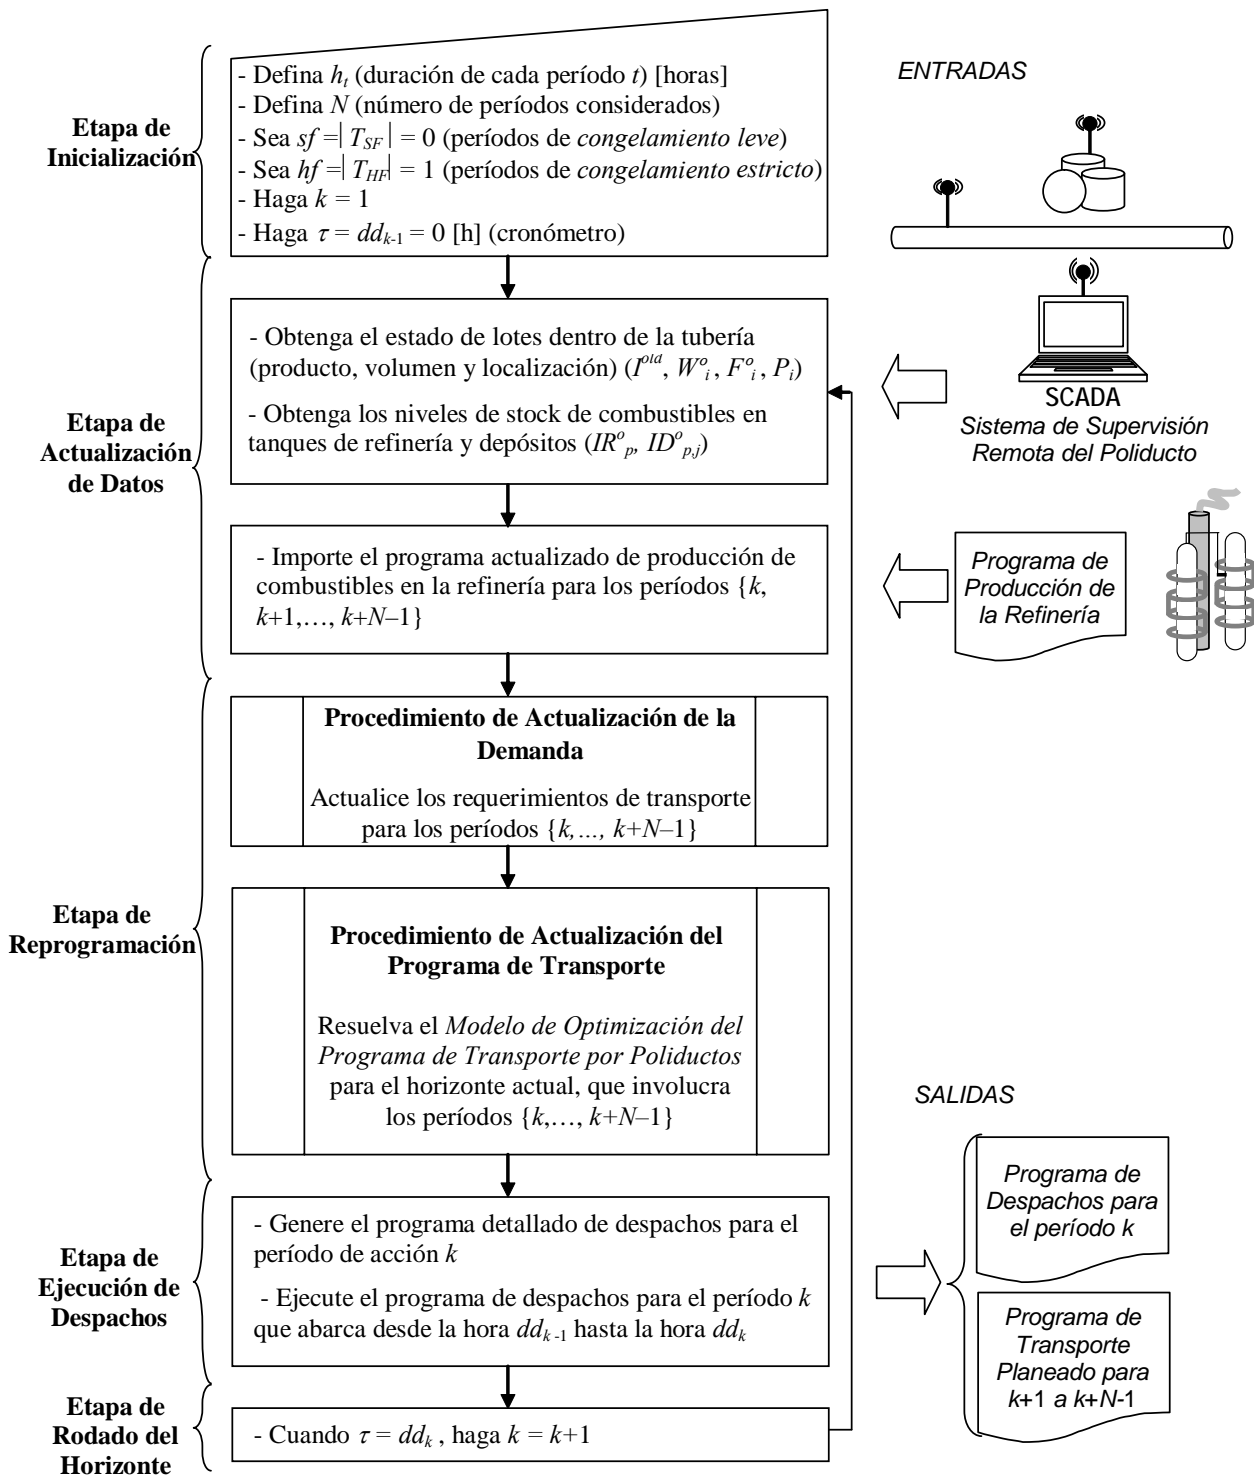 Etapa de
Inicialización
- Defina h_t (duración de cada período t) [horas]
- Defina N (número de períodos considerados)
- Sea sf =| T_SF | = 0 (períodos de congelamiento leve)
- Sea hf =| T_HF| = 1 (períodos de congelamiento estricto)
- Haga k = 1
- Haga τ = dd_k-1 = 0 [h] (cronómetro)
ENTRADAS
Etapa de
Actualización
de Datos
- Obtenga el estado de lotes dentro de la tubería
(producto, volumen y localización) (I^old, W^o_i, F^o_i, P_i)
- Obtenga los niveles de stock de combustibles en
tanques de refinería y depósitos (IR^o_p, ID^o_p,j)
SCADA
Sistema de Supervisión
Remota del Poliducto
- Importe el programa actualizado de producción de
combustibles en la refinería para los períodos {k,
k+1,…, k+N–1}
Programa de
Producción de
la Refinería
Etapa de
Reprogramación
Procedimiento de Actualización de la
Demanda
Actualice los requerimientos de transporte
para los períodos {k,…, k+N–1}
Procedimiento de Actualización del
Programa de Transporte
Resuelva el Modelo de Optimización del
Programa de Transporte por Poliductos
para el horizonte actual, que involucra
los períodos {k,…, k+N–1}
SALIDAS
Etapa de
Ejecución de
Despachos
- Genere el programa detallado de despachos para el
período de acción k
- Ejecute el programa de despachos para el período k
que abarca desde la hora dd_k-1 hasta la hora dd_k
Programa de
Despachos para
el período k
Programa de
Transporte
Planeado para
k+1 a k+N-1
Etapa de
Rodado del
Horizonte
- Cuando τ = dd_k , haga k = k+1